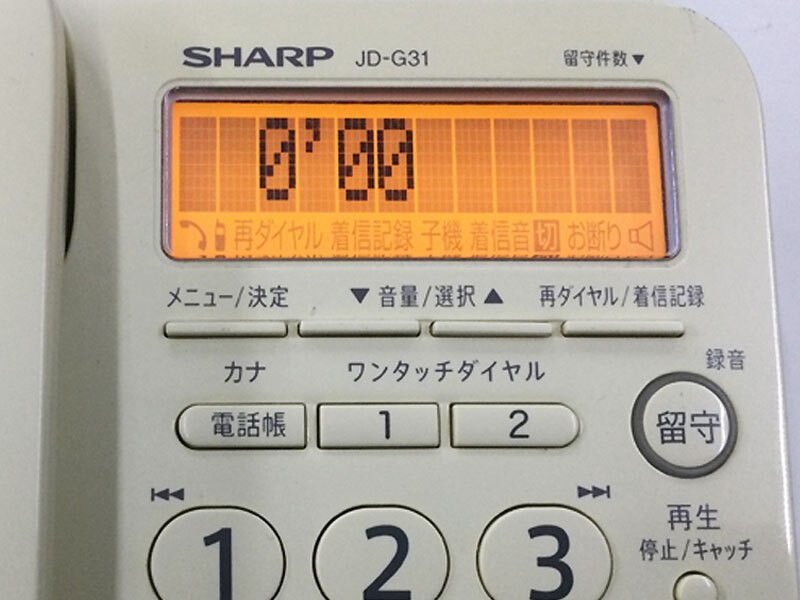 SHARP JD-G31 留守件数▼
0'00
再ダイヤル 着信記録 子機 着信音 切 お断り
メニュー/決定 ▼ 音量/選択 ▲ 再ダイヤル/着信記録
カナ ワンタッチダイヤル 録音
電話帳 1 2 留守
⏮ ⏭ 再生
停止/キャッチ
1 2 3